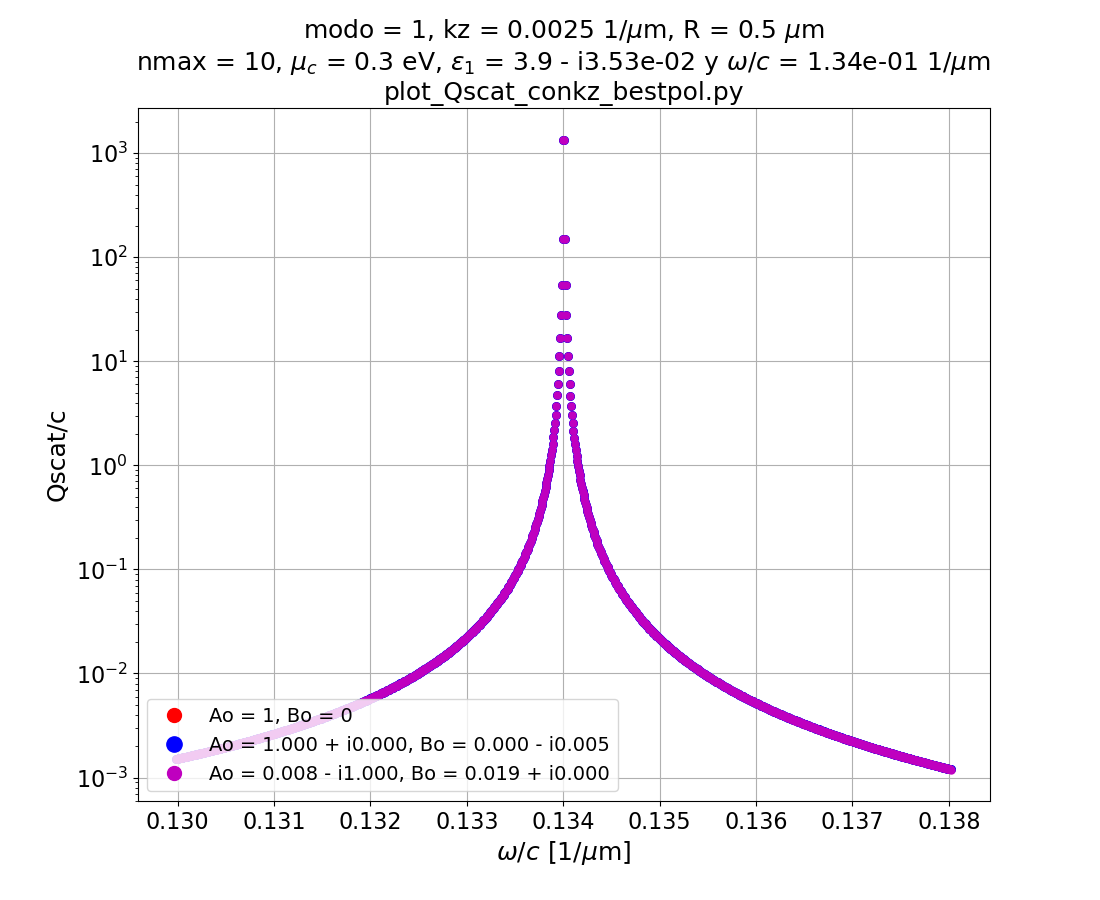 modo = 1, kz = 0.0025 1/μm, R = 0.5 μm
nmax = 10, μ_c = 0.3 eV, ε₁ = 3.9 - i3.53e-02 y ω/c = 1.34e-01 1/μm
plot_Qscat_conkz_bestpol.py
Qscat/c
10³
10²
10¹
10⁰
10⁻¹
10⁻²
10⁻³
Ao = 1, Bo = 0
Ao = 1.000 + i0.000, Bo = 0.000 - i0.005
Ao = 0.008 - i1.000, Bo = 0.019 + i0.000
0.130 0.131 0.132 0.133 0.134 0.135 0.136 0.137 0.138
ω/c [1/μm]